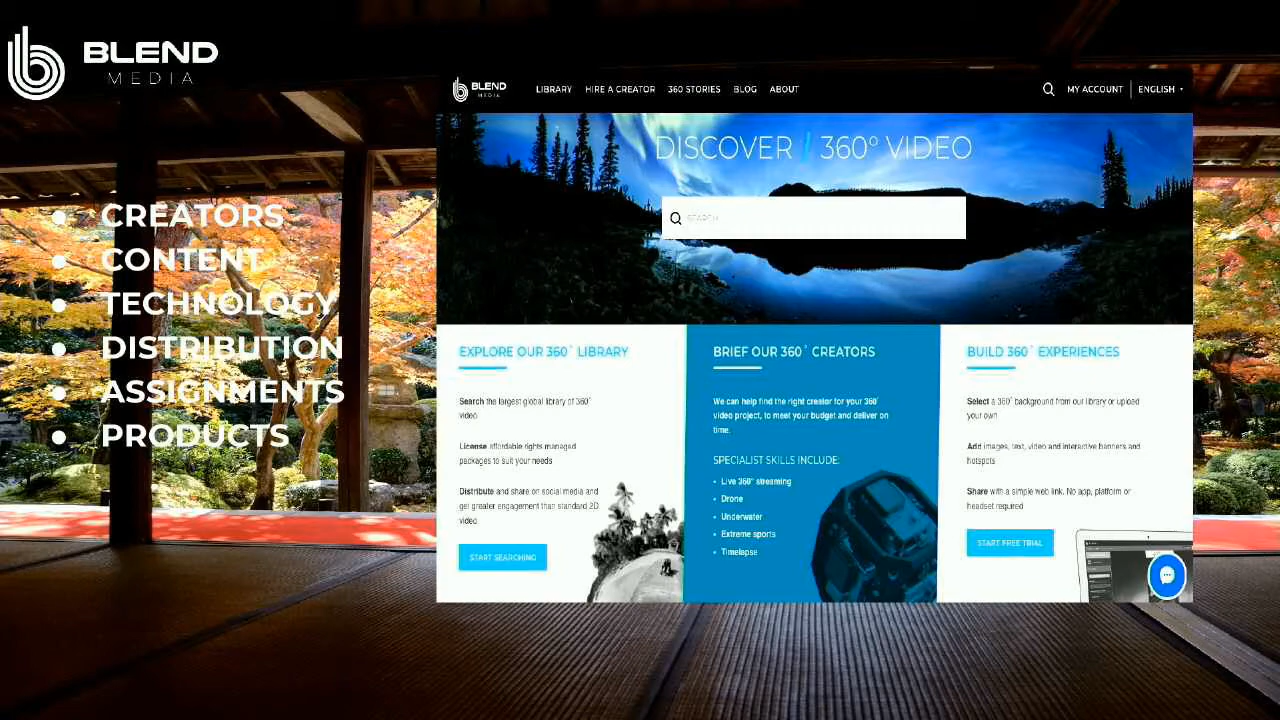 BLEND
MEDIA
• CREATORS
• CONTENT
• TECHNOLOGY
• DISTRIBUTION
• ASSIGNMENTS
• PRODUCTS
BLEND
MEDIA
LIBRARY HIRE A CREATOR 360 STORIES BLOG ABOUT
MY ACCOUNT ENGLISH
DISCOVER / 360° VIDEO
SEARCH
EXPLORE OUR 360° LIBRARY
Search the largest global library of 360°
video
License affordable rights managed
packages to suit your needs
Distribute and share on social media and
get greater engagement than standard 2D
video
START SEARCHING
BRIEF OUR 360° CREATORS
We can help find the right creator for your 360°
video project, to meet your budget and deliver on
time.
SPECIALIST SKILLS INCLUDE:
• Live 360° streaming
• Drone
• Underwater
• Extreme sports
• Timelapse
BUILD 360° EXPERIENCES
Select a 360° background from our library or upload
your own
Add images, text, video and interactive banners and
hotspots
Share with a simple web link. No app, platform or
headset required
START FREE TRIAL